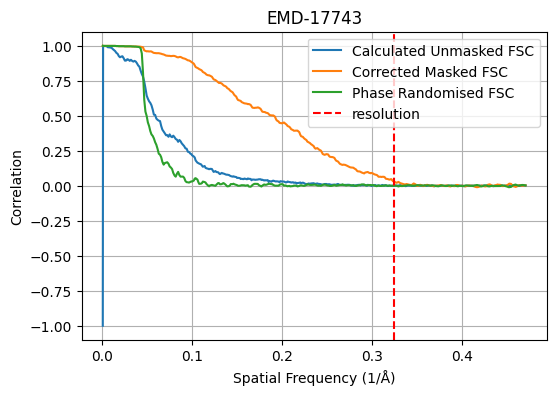 EMD-17743
1.00
0.75
0.50
0.25
0.00
−0.25
−0.50
−0.75
−1.00
Correlation
Calculated Unmasked FSC
Corrected Masked FSC
Phase Randomised FSC
resolution
0.0 0.1 0.2 0.3 0.4
Spatial Frequency (1/Å)